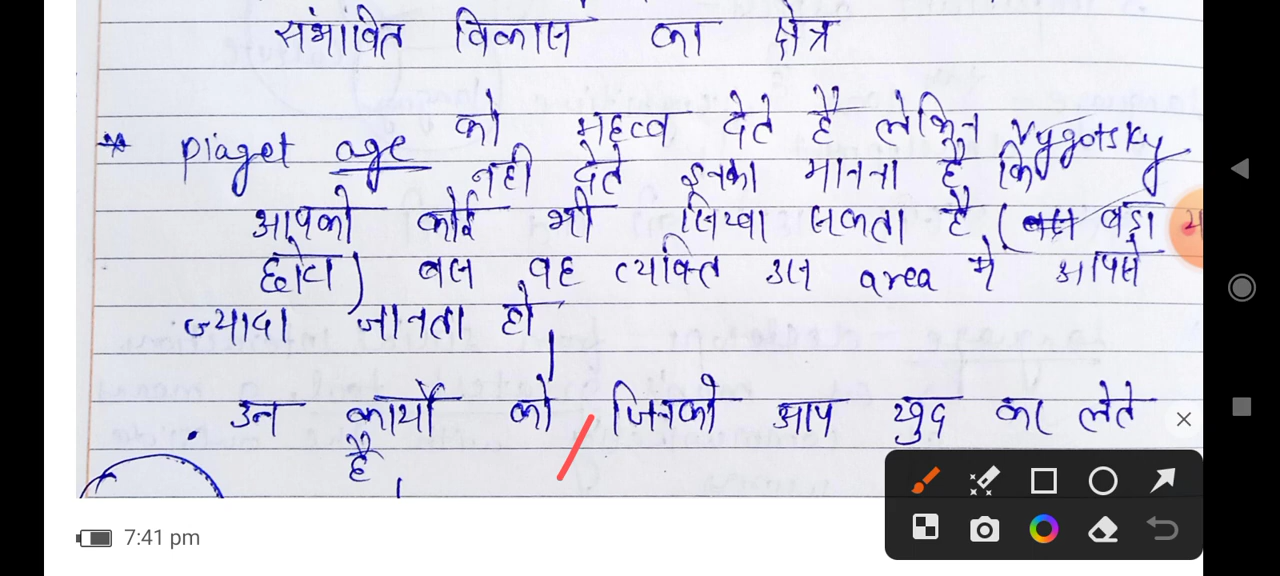 संभावित विकास का क्षेत्र
* Piaget age को महत्व देते है लेकिन Vygotsky
नही देते इनका मानना है कि
आपको कोई भी सिखा सकता है (बस बड़ा
छोटा) बस वह व्यक्ति उस area मे आपसे
ज्यादा जानता हो।
. उन कार्यो को जिनको आप खुद कर लेते
है।
7:41 pm